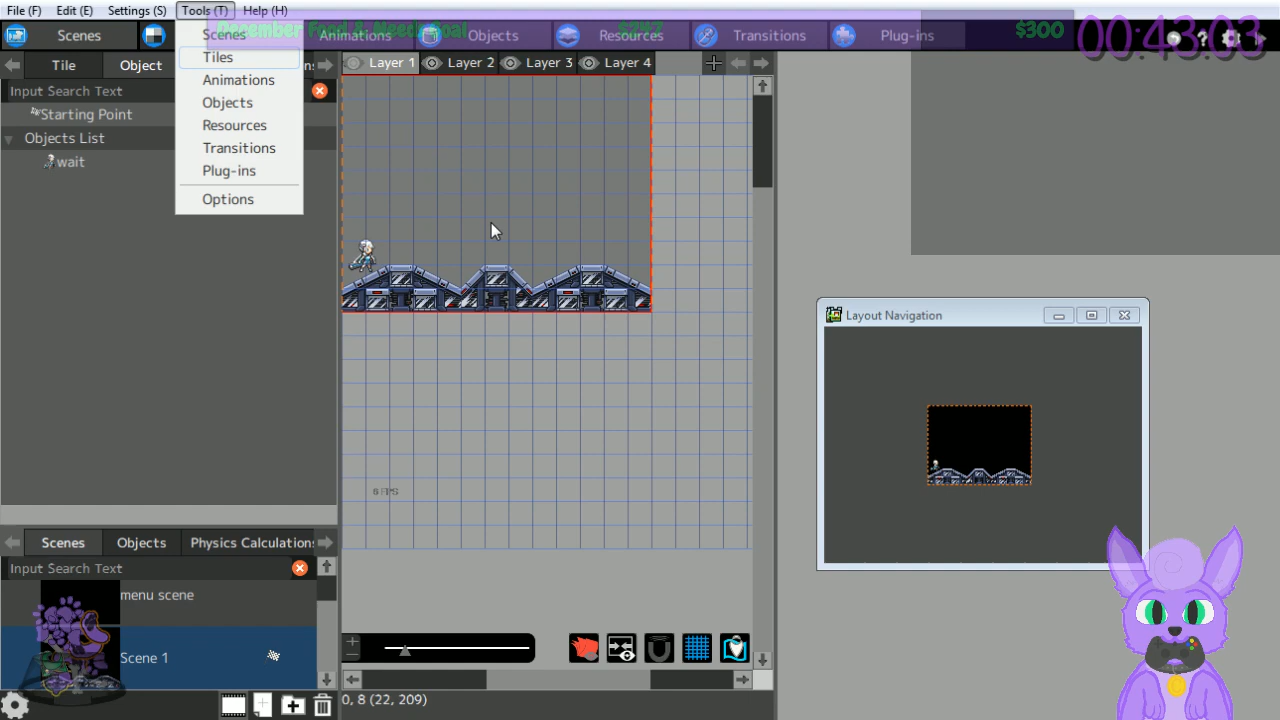 File (F) Edit (E) Settings (S) Tools (T) Help (H)
December Food & Needs Goal $300
00:43:03
Scenes Animations Objects Resources Transitions Plug-ins
Scenes
Tiles
Animations
Objects
Resources
Transitions
Plug-ins
Options
Tile Object
Layer 1 Layer 2 Layer 3 Layer 4
Input Search Text
Starting Point
Objects List
wait
Layout Navigation
0 FPS
Scenes Objects Physics Calculation
Input Search Text
menu scene
Scene 1
0, 8 (22, 209)